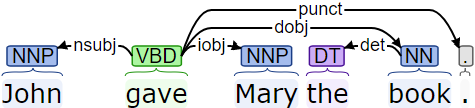 punct
dobj
NNP nsubj VBD iobj NNP DT det NN .
John gave Mary the book .